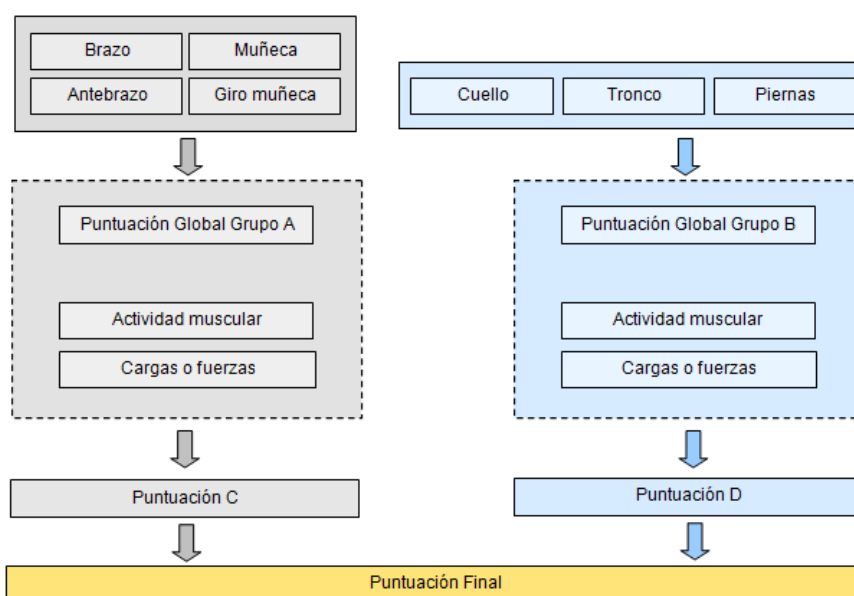 Brazo
Muñeca
Antebrazo
Giro muñeca
Cuello
Tronco
Piernas
Puntuación Global Grupo A
Actividad muscular
Cargas o fuerzas
Puntuación Global Grupo B
Actividad muscular
Cargas o fuerzas
Puntuación C
Puntuación D
Puntuación Final